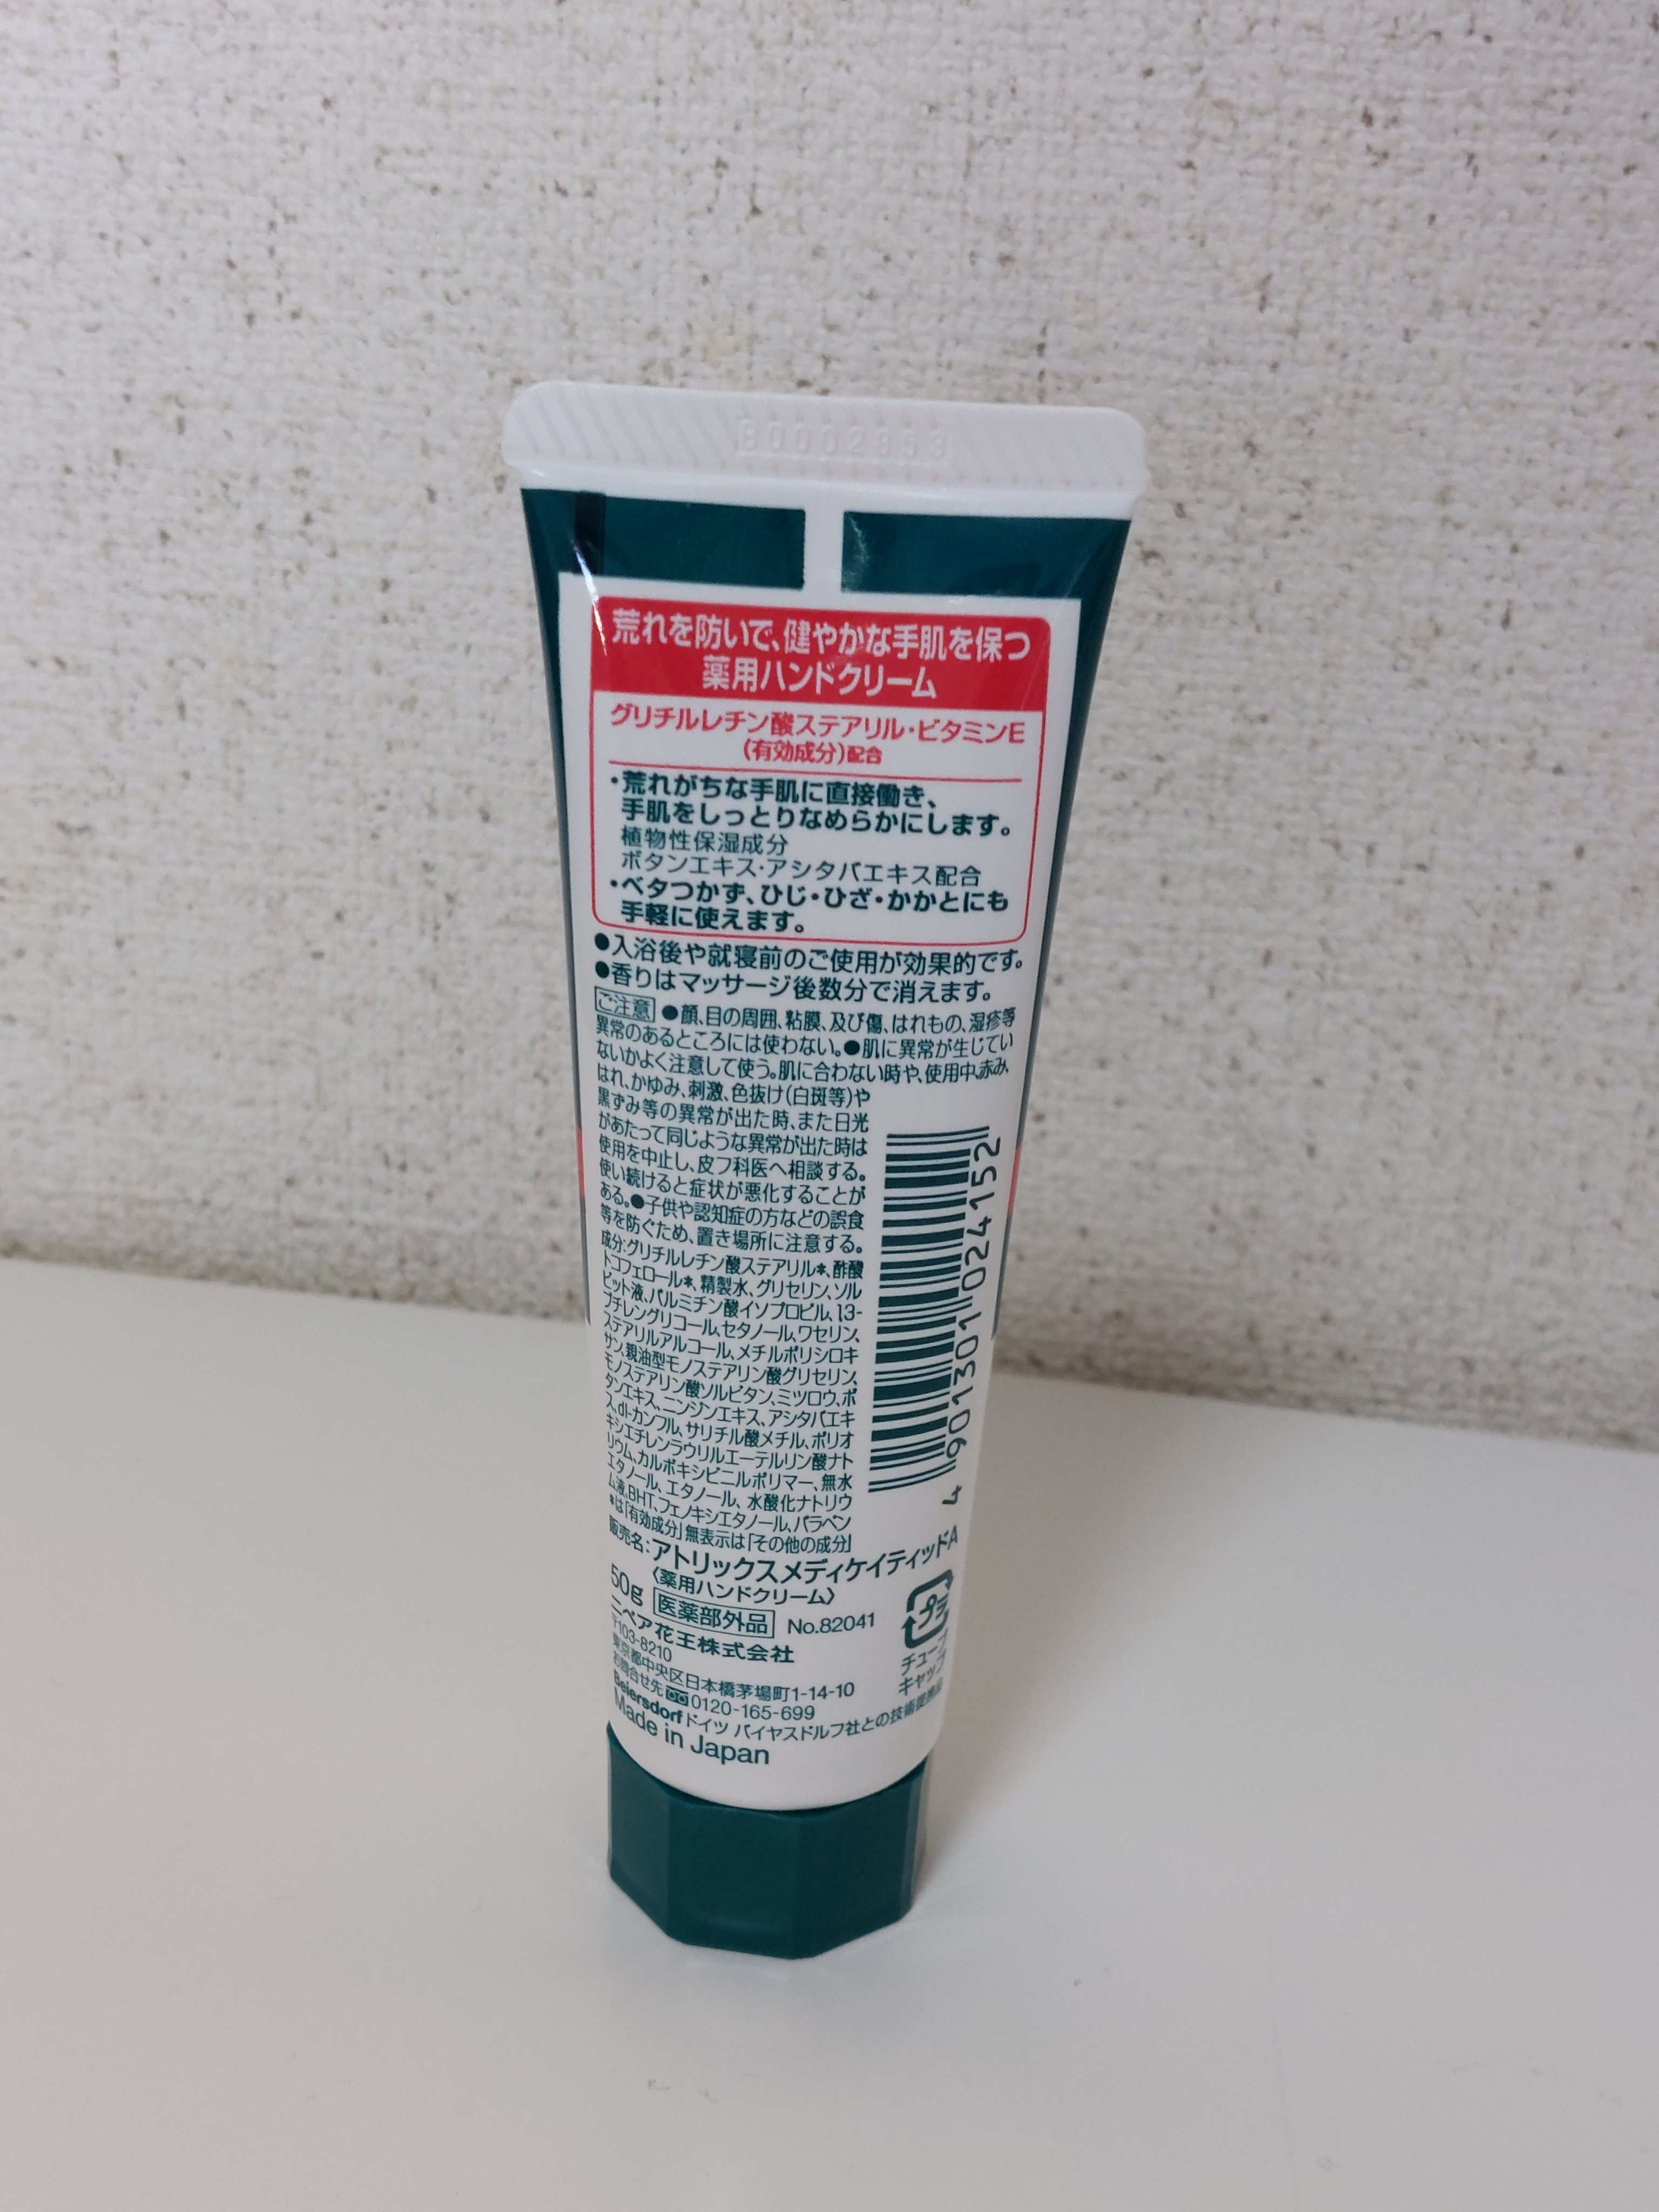 B0002853
荒れを防いで、健やかな手肌を保つ
薬用ハンドクリーム
グリチルレチン酸ステアリル・ビタミンE
(有効成分)配合
・荒れがちな手肌に直接働き、
手肌をしっとりなめらかにします。
植物性保湿成分
ボタンエキス・アシタバエキス配合
・ベタつかず、ひじ・ひざ・かかとにも
手軽に使えます。
●入浴後や就寝前のご使用が効果的です。
●香りはマッサージ後数分で消えます。
ご注意 ●顔、目の周囲、粘膜、及び傷、はれもの、湿疹等
異常のあるところには使わない。●肌に異常が生じてい
ないかよく注意して使う。肌に合わない時や、使用中、赤み、
はれ、かゆみ、刺激、色抜け(白斑等)や
黒ずみ等の異常が出た時、また日光
があたって同じような異常が出た時は
使用を中止し、皮フ科医へ相談する。
使い続けると症状が悪化することが
ある。●子供や認知症の方などの誤食
等を防ぐため、置き場所に注意する。
成分:グリチルレチン酸ステアリル*、酢酸
トコフェロール*、精製水、グリセリン、ソル
ビット液、パルミチン酸イソプロピル、1,3-
ブチレングリコール、セタノール、ワセリン、
ステアリルアルコール、メチルポリシロキ
サン、親油型モノステアリン酸グリセリン、
モノステアリン酸ソルビタン、ミツロウ、ボ
タンエキス、ニンジンエキス、アシタバエキ
ス、dl-カンフル、サリチル酸メチル、ポリオ
キシエチレンラウリルエーテルリン酸ナト
リウム、カルボキシビニルポリマー、無水
エタノール、エタノール、水酸化ナトリウ
ム液、BHT、フェノキシエタノール、パラベン
*は「有効成分」無表示は「その他の成分」
4 901301 024152
販売名:アトリックスメディケイティッドA
〈薬用ハンドクリーム〉
50g 医薬部外品 No.82041
ニベア花王株式会社
〒103-8210
東京都中央区日本橋茅場町1-14-10
お問合せ先 0120-165-699
Beiersdorf ドイツ バイヤスドルフ社との技術提携品
Made in Japan
プラ
チューブ
キャップ